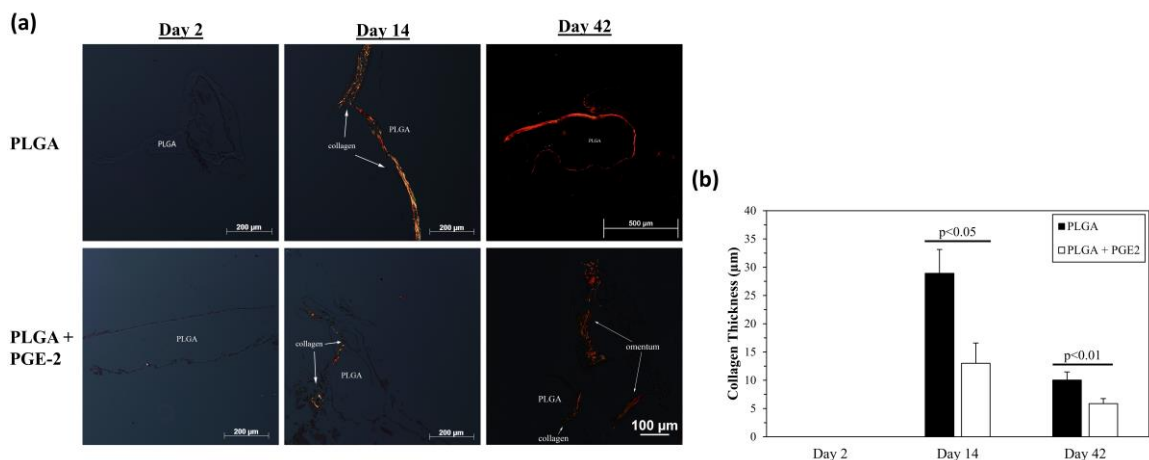 (a)
Day 2 Day 14 Day 42
PLGA
PLGA
200 µm
PLGA
collagen
200 µm
PLGA
500 µm
PLGA +
PGE-2
PLGA
200 µm
collagen
PLGA
200 µm
omentum
PLGA
collagen
100 µm
(b)
Collagen Thickness (µm)
40
35
30
25
20
15
10
5
0
p<0.05
p<0.01
PLGA
PLGA + PGE2
Day 2 Day 14 Day 42